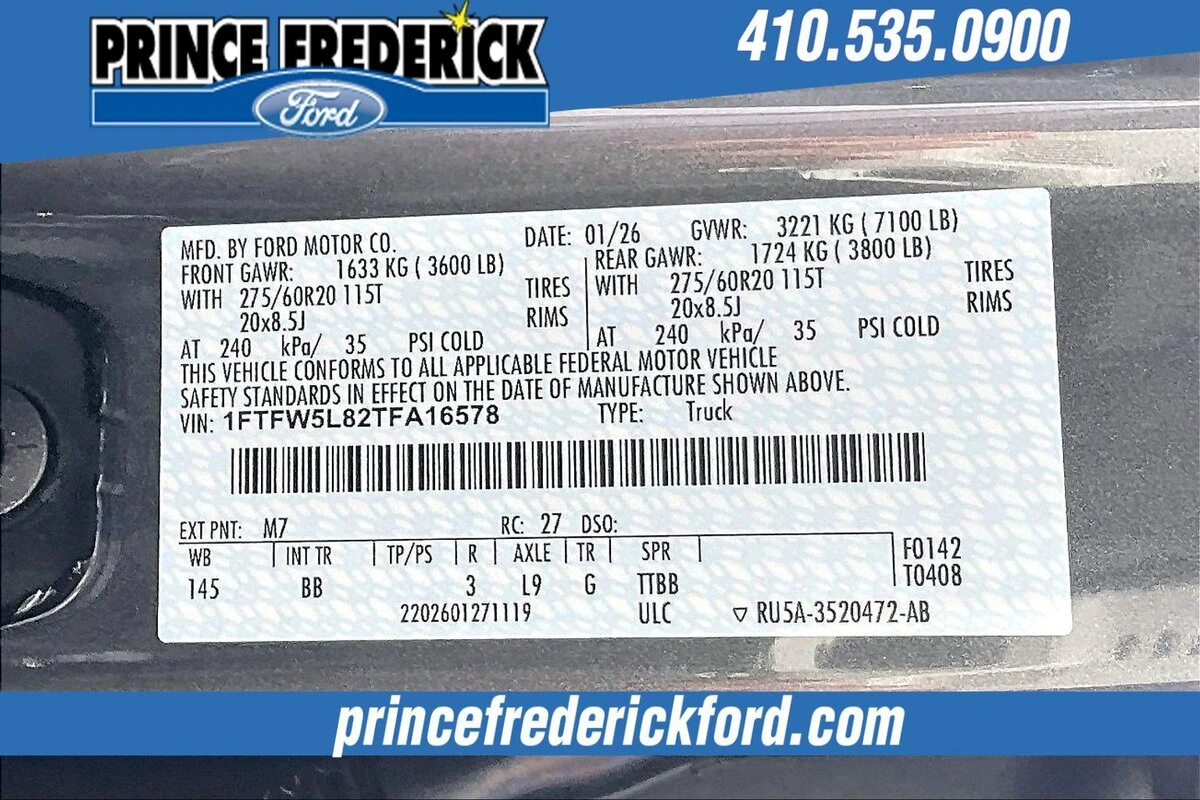 PRINCE FREDERICK
Ford
410.535.0900
MFD. BY FORD MOTOR CO. DATE: 01/26 GVWR: 3221 KG ( 7100 LB)
FRONT GAWR: 1633 KG ( 3600 LB) REAR GAWR: 1724 KG ( 3800 LB)
WITH 275/60R20 115T TIRES WITH 275/60R20 115T TIRES
20x8.5J RIMS 20x8.5J RIMS
AT 240 kPa/ 35 PSI COLD AT 240 kPa/ 35 PSI COLD
THIS VEHICLE CONFORMS TO ALL APPLICABLE FEDERAL MOTOR VEHICLE
SAFETY STANDARDS IN EFFECT ON THE DATE OF MANUFACTURE SHOWN ABOVE.
VIN: 1FTFW5L82TFA16578 TYPE: Truck
EXT PNT: M7 RC: 27 DSO:
WB INT TR TP/PS R AXLE TR SPR F0142
145 BB 3 L9 G TTBB T0408
2202601271119 ULC ▽ RU5A-3520472-AB
princefrederickford.com